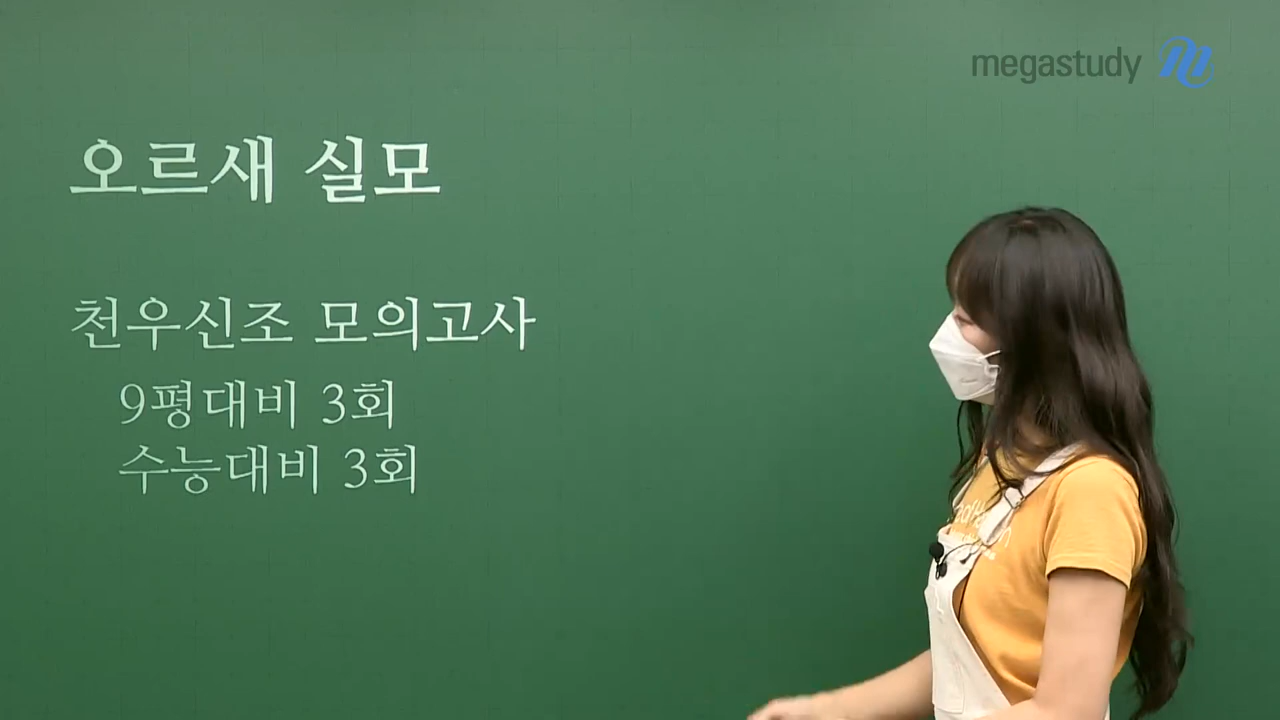 megastudy
오르새 실모
천우신조 모의고사
9평대비 3회
수능대비 3회